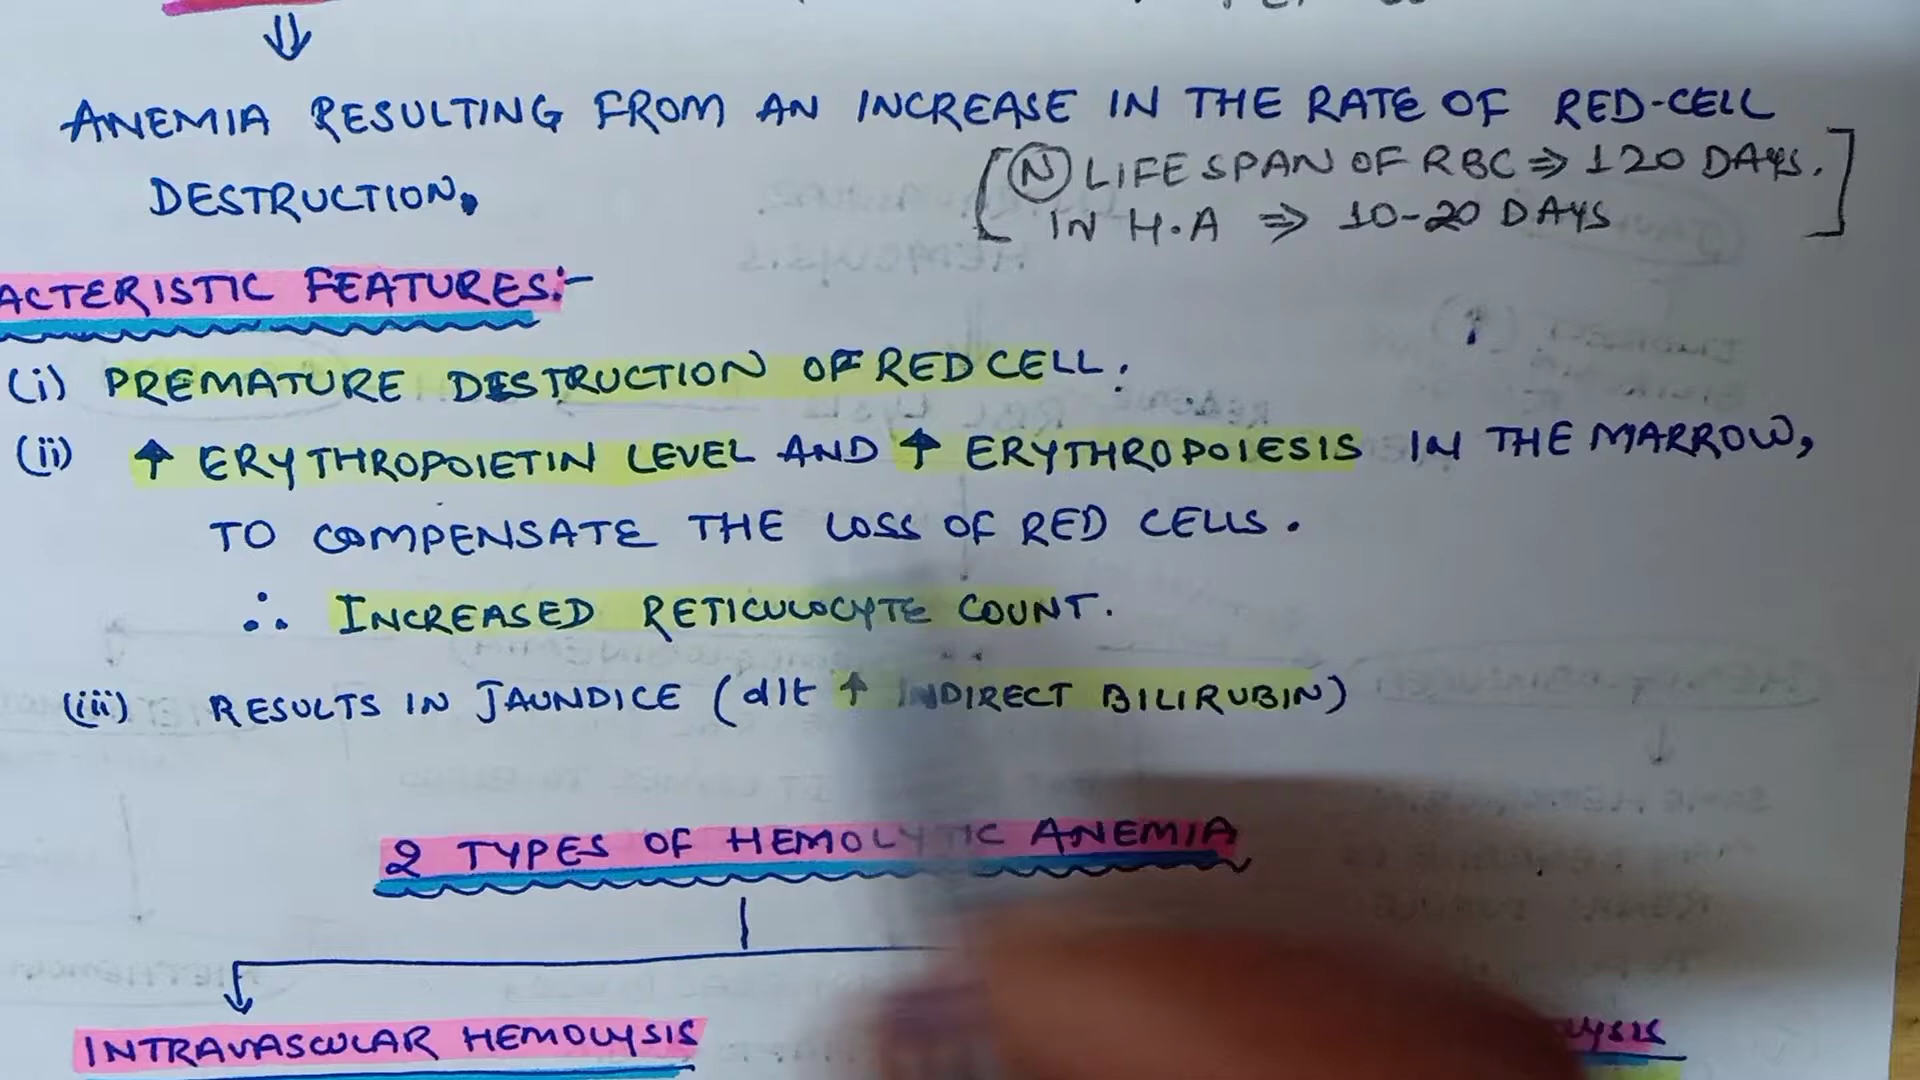 ANEMIA RESULTING FROM AN INCREASE IN THE RATE OF RED-CELL
DESTRUCTION.
[Ⓝ LIFE SPAN OF RBC ⇒ 120 DAYS.
IN H.A ⇒ 10-20 DAYS]
ACTERISTIC FEATURES:-
(i) PREMATURE DESTRUCTION OF RED CELL.
(ii) ↑ ERYTHROPOIETIN LEVEL AND ↑ ERYTHROPOIESIS IN THE MARROW,
TO COMPENSATE THE LOSS OF RED CELLS.
∴ INCREASED RETICULOCYTE COUNT.
(iii) RESULTS IN JAUNDICE (dlt ↑ INDIRECT BILIRUBIN)
2 TYPES OF HEMOLYTIC ANEMIA
INTRAVASCULAR HEMOLYSIS